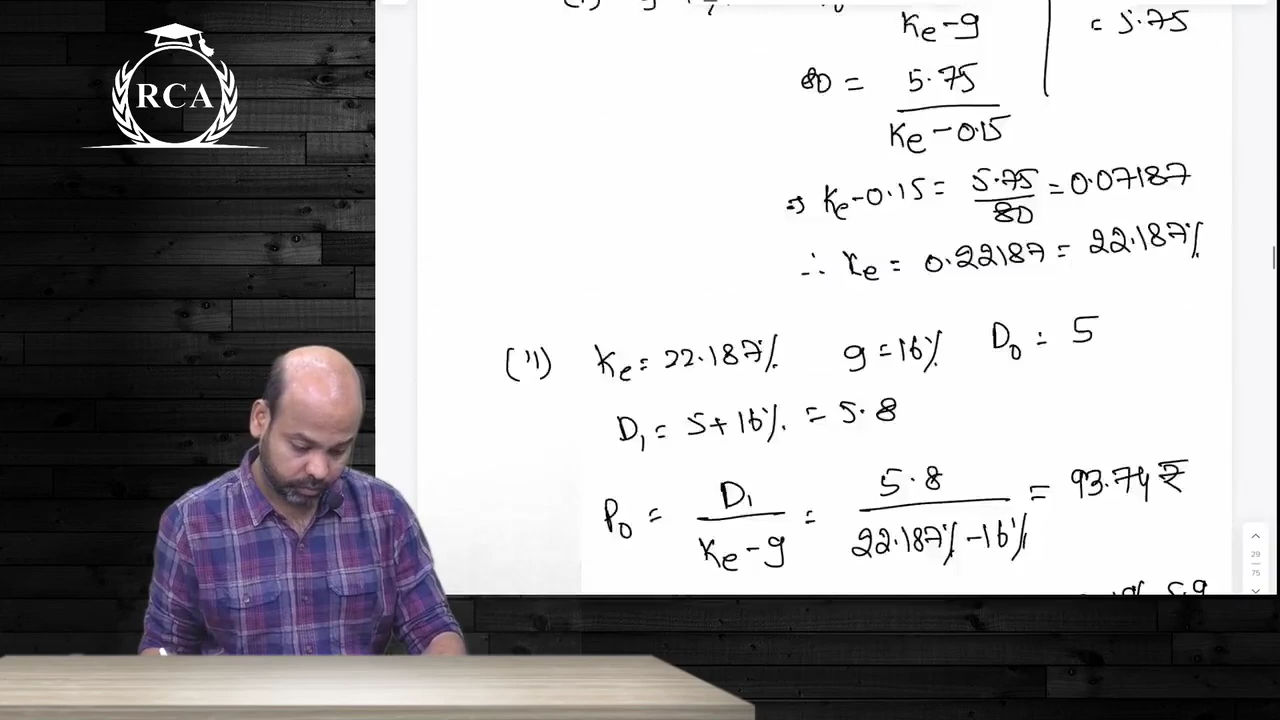 RCA
Ke-g
= 5.75
80 = 5.75 / Ke-0.15
⇒ Ke-0.15 = 5.75 / 80 = 0.07187
∴ Ke = 0.22187 = 22.187%
(ii) Ke = 22.187% g = 16% D0 = 5
D1 = 5+16% = 5.8
P0 = D1 / Ke-g = 5.8 / 22.187%-16% = 93.74 ₹
29
75